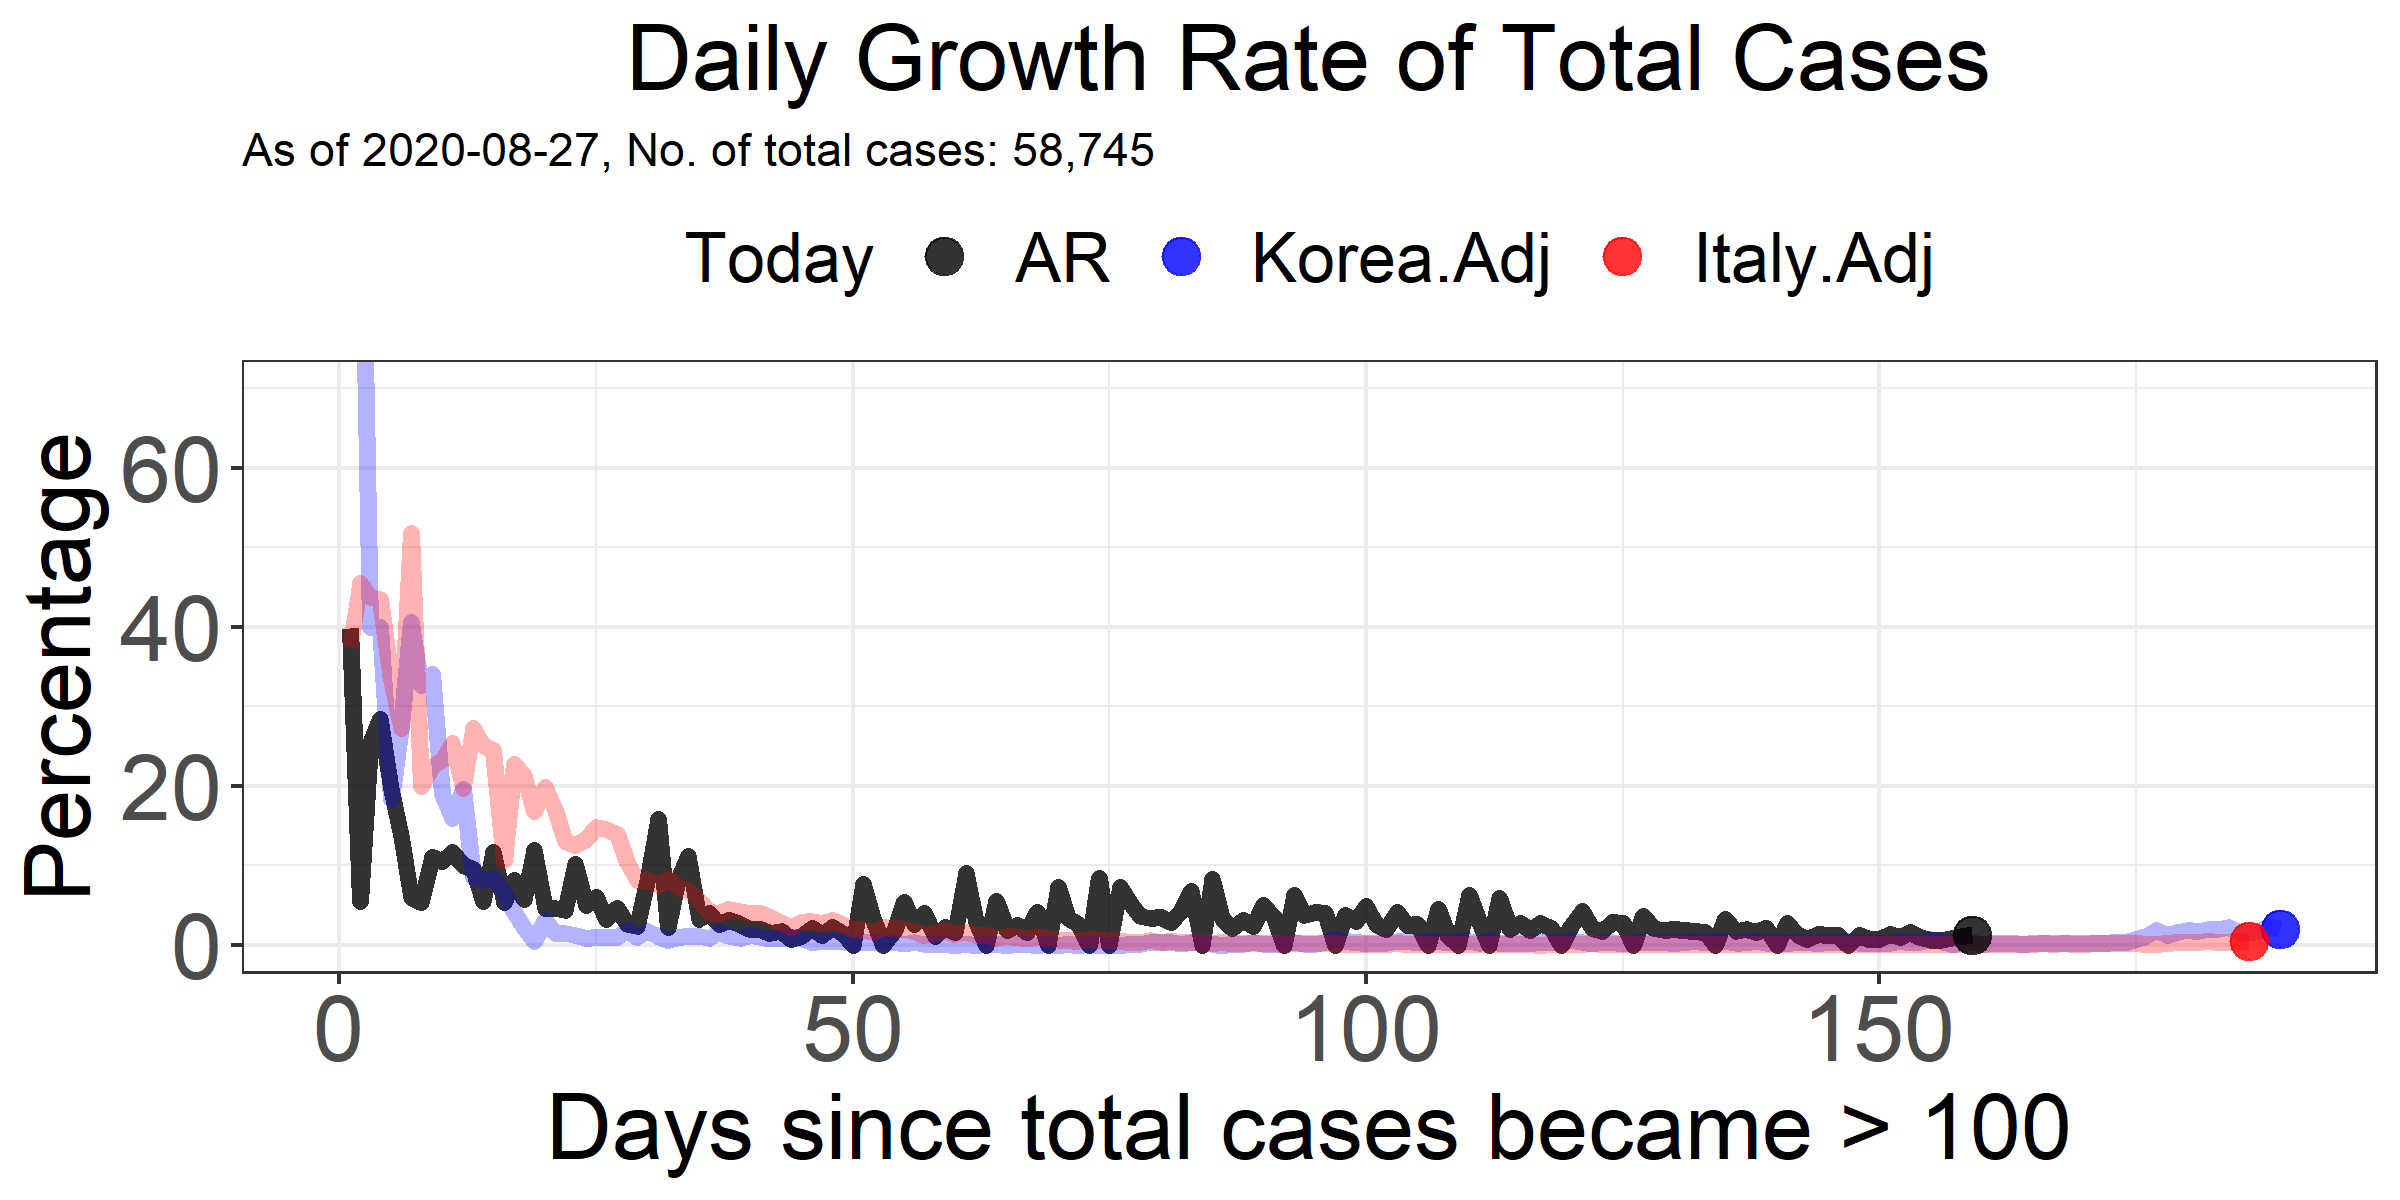 Daily Growth Rate of Total Cases
As of 2020-08-27, No. of total cases: 58,745
Today AR Korea.Adj Italy.Adj
Percentage
60
40
20
0
0 50 100 150
Days since total cases became > 100